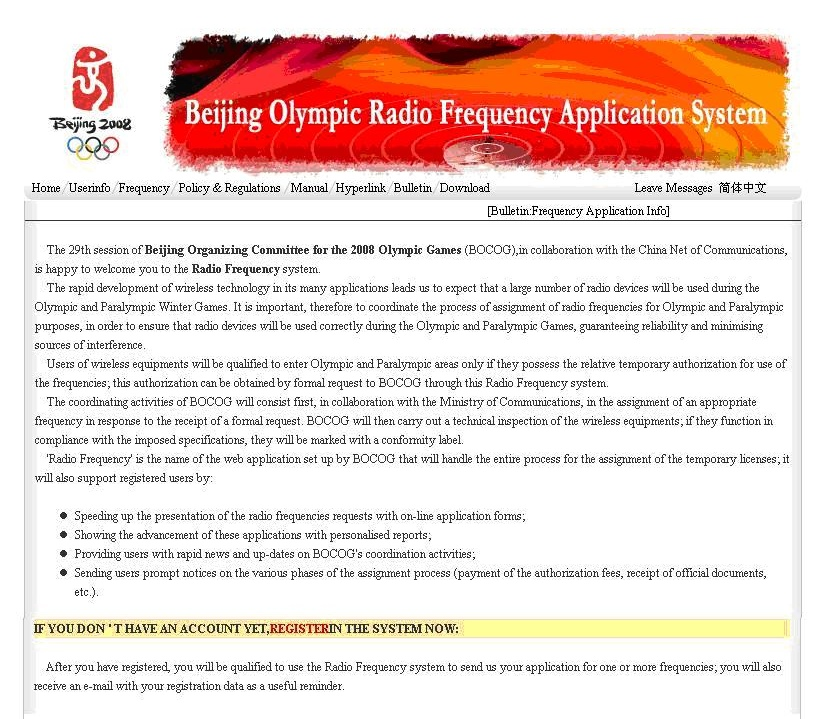 Beijing 2008
Beijing Olympic Radio Frequency Application System
Home / Userinfo / Frequency / Policy & Regulations / Manual / Hyperlink / Bulletin / Download Leave Messages 简体中文
[Bulletin:Frequency Application Info]
The 29th session of Beijing Organizing Committee for the 2008 Olympic Games (BOCOG),in collaboration with the China Net of Communications,
is happy to welcome you to the Radio Frequency system.
The rapid development of wireless technology in its many applications leads us to expect that a large number of radio devices will be used during the
Olympic and Paralympic Winter Games. It is important, therefore to coordinate the process of assignment of radio frequencies for Olympic and Paralympic
purposes, in order to ensure that radio devices will be used correctly during the Olympic and Paralympic Games, guaranteeing reliability and minimising
sources of interference.
Users of wireless equipments will be qualified to enter Olympic and Paralympic areas only if they possess the relative temporary authorization for use of
the frequencies; this authorization can be obtained by formal request to BOCOG through this Radio Frequency system.
The coordinating activities of BOCOG will consist first, in collaboration with the Ministry of Communications, in the assignment of an appropriate
frequency in response to the receipt of a formal request. BOCOG will then carry out a technical inspection of the wireless equipments; if they function in
compliance with the imposed specifications, they will be marked with a conformity label.
'Radio Frequency' is the name of the web application set up by BOCOG that will handle the entire process for the assignment of the temporary licenses; it
will also support registered users by:
● Speeding up the presentation of the radio frequencies requests with on-line application forms;
● Showing the advancement of these applications with personalised reports;
● Providing users with rapid news and up-dates on BOCOG's coordination activities;
● Sending users prompt notices on the various phases of the assignment process (payment of the authorization fees, receipt of official documents,
etc.).
IF YOU DON ' T HAVE AN ACCOUNT YET,REGISTERIN THE SYSTEM NOW:
After you have registered, you will be qualified to use the Radio Frequency system to send us your application for one or more frequencies; you will also
receive an e-mail with your registration data as a useful reminder.